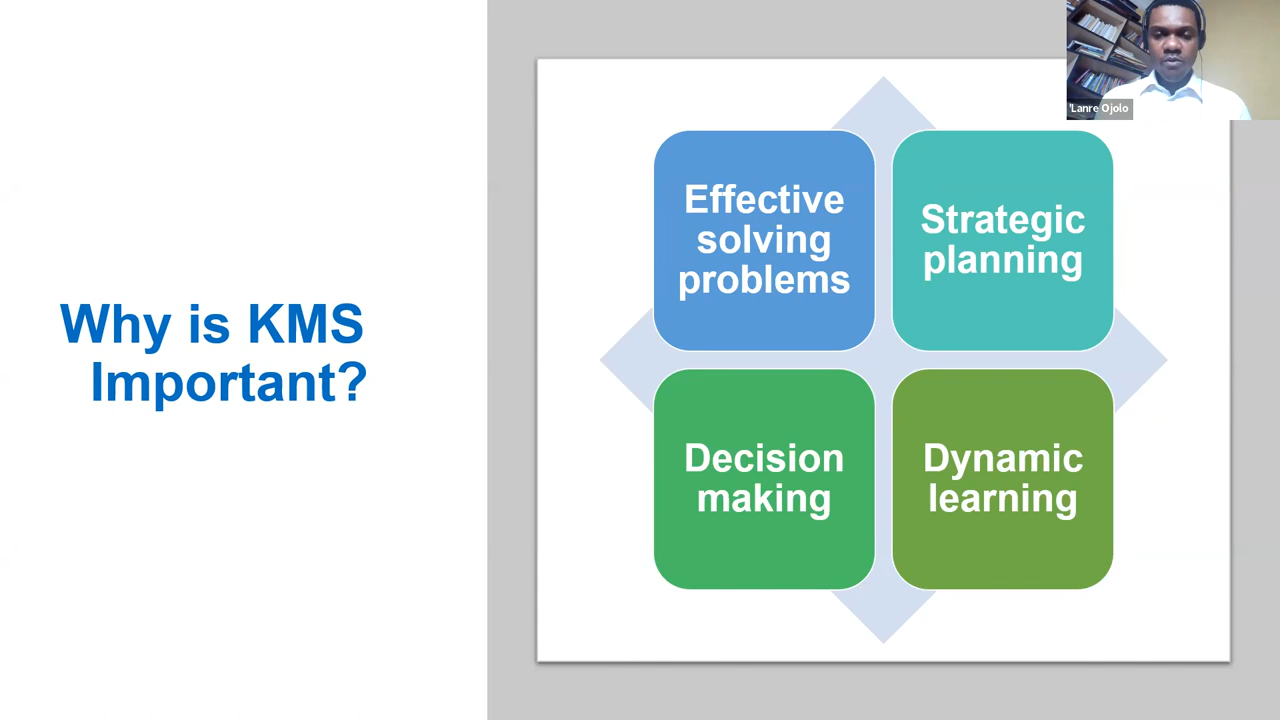 Why is KMS
Important?
Effective
solving
problems
Strategic
planning
Decision
making
Dynamic
learning
'Lanre Ojolo